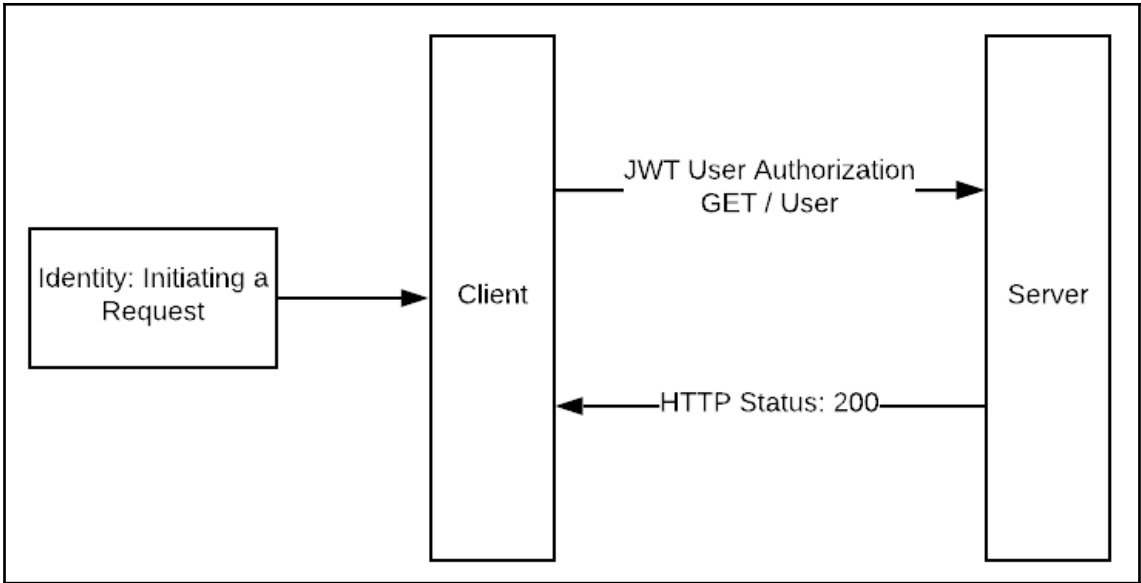 Identity: Initiating a
Request
Client
JWT User Authorization
GET / User
HTTP Status: 200
Server